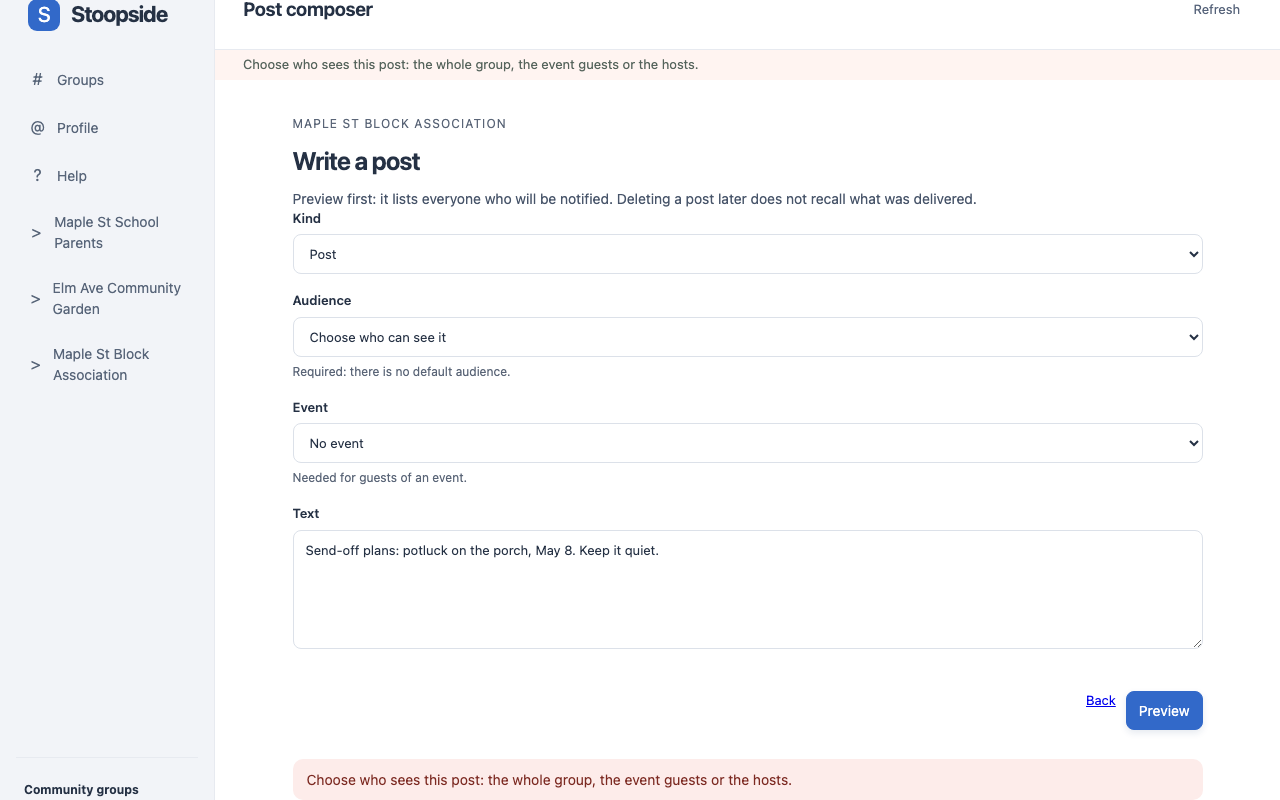 S Stoopside
# Groups
@ Profile
? Help
> Maple St School
Parents
> Elm Ave Community
Garden
> Maple St Block
Association
Community groups
Post composer
Refresh
Choose who sees this post: the whole group, the event guests or the hosts.
MAPLE ST BLOCK ASSOCIATION
Write a post
Preview first: it lists everyone who will be notified. Deleting a post later does not recall what was delivered.
Kind
Post
Audience
Choose who can see it
Required: there is no default audience.
Event
No event
Needed for guests of an event.
Text
Send-off plans: potluck on the porch, May 8. Keep it quiet.
Back
Preview
Choose who sees this post: the whole group, the event guests or the hosts.